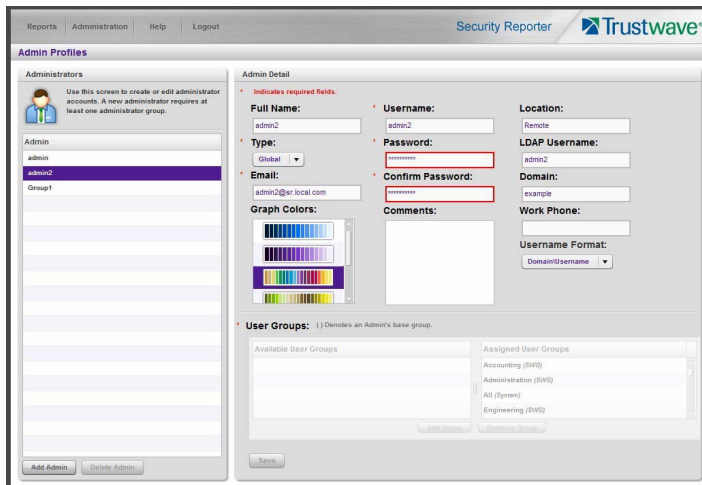 Reports Administration Help Logout
Security Reporter Trustwave®
Admin Profiles
Administrators
Use this screen to create or edit administrator
accounts. A new administrator requires at
least one administrator group.
Admin
admin
admin2
Group1
Add Admin Delete Admin
Admin Detail
* Indicates required fields.
Full Name: * Username: Location:
admin2 admin2 Remote
* Type: * Password: LDAP Username:
Global ********** admin2
* Email: * Confirm Password: Domain:
admin2@sr.local.com ********** example
Graph Colors: Comments: Work Phone:
Username Format:
Domain\Username
* User Groups: ( ) Denotes an Admin's base group.
Available User Groups Assigned User Groups
Accounting (SWG)
Administration (SWG)
All (System)
Engineering (SWG)
Add Group Remove Group
Save